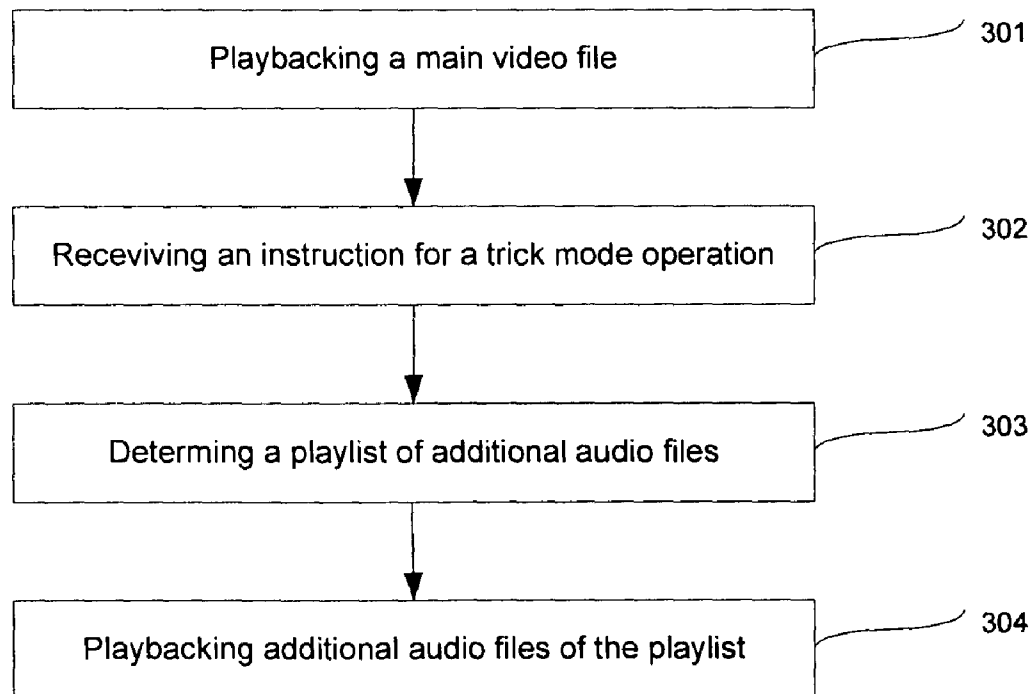 Playbacking a main video file
301
Receviving an instruction for a trick mode operation
302
Determing a playlist of additional audio files
303
Playbacking additional audio files of the playlist
304